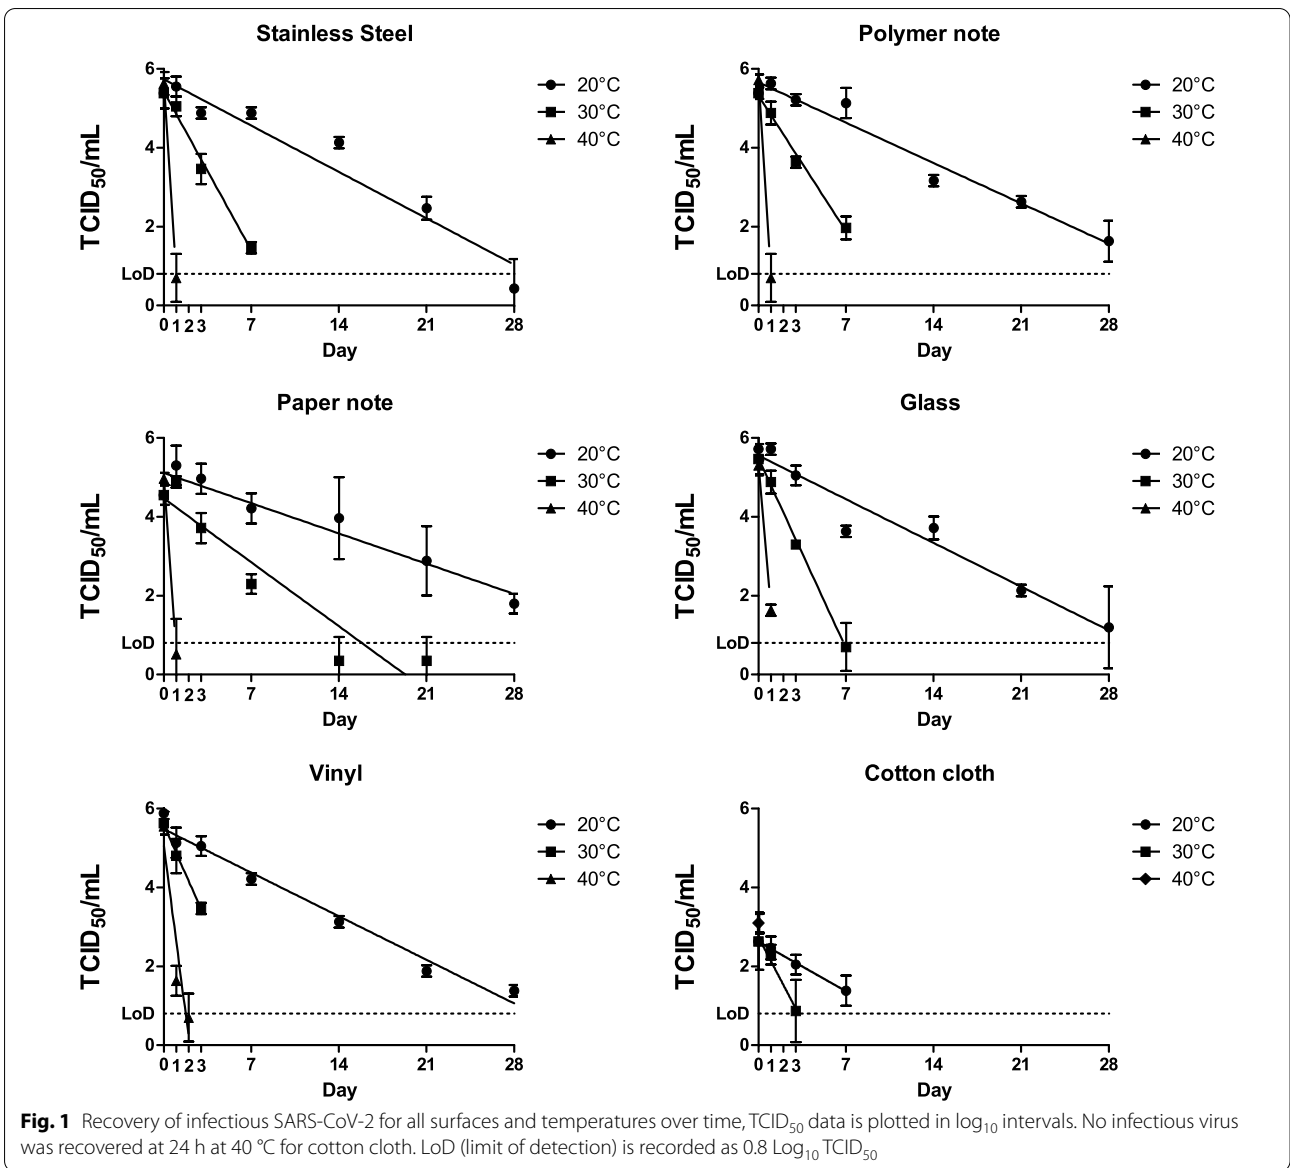 Stainless Steel
TCID50/mL
6
4
2
LoD
0
0 1 2 3 7 14 21 28
Day
20°C
30°C
40°C
Polymer note
TCID50/mL
6
4
2
LoD
0
0 1 2 3 7 14 21 28
Day
20°C
30°C
40°C
Paper note
TCID50/mL
6
4
2
LoD
0
0 1 2 3 7 14 21 28
Day
20°C
30°C
40°C
Glass
TCID50/mL
6
4
2
LoD
0
0 1 2 3 7 14 21 28
Day
20°C
30°C
40°C
Vinyl
TCID50/mL
6
4
2
LoD
0
0 1 2 3 7 14 21 28
Day
20°C
30°C
40°C
Cotton cloth
TCID50/mL
6
4
2
LoD
0
0 1 2 3 7 14 21 28
Day
20°C
30°C
40°C
Fig. 1 Recovery of infectious SARS-CoV-2 for all surfaces and temperatures over time, TCID50 data is plotted in log10 intervals. No infectious virus
was recovered at 24 h at 40 °C for cotton cloth. LoD (limit of detection) is recorded as 0.8 Log10 TCID50